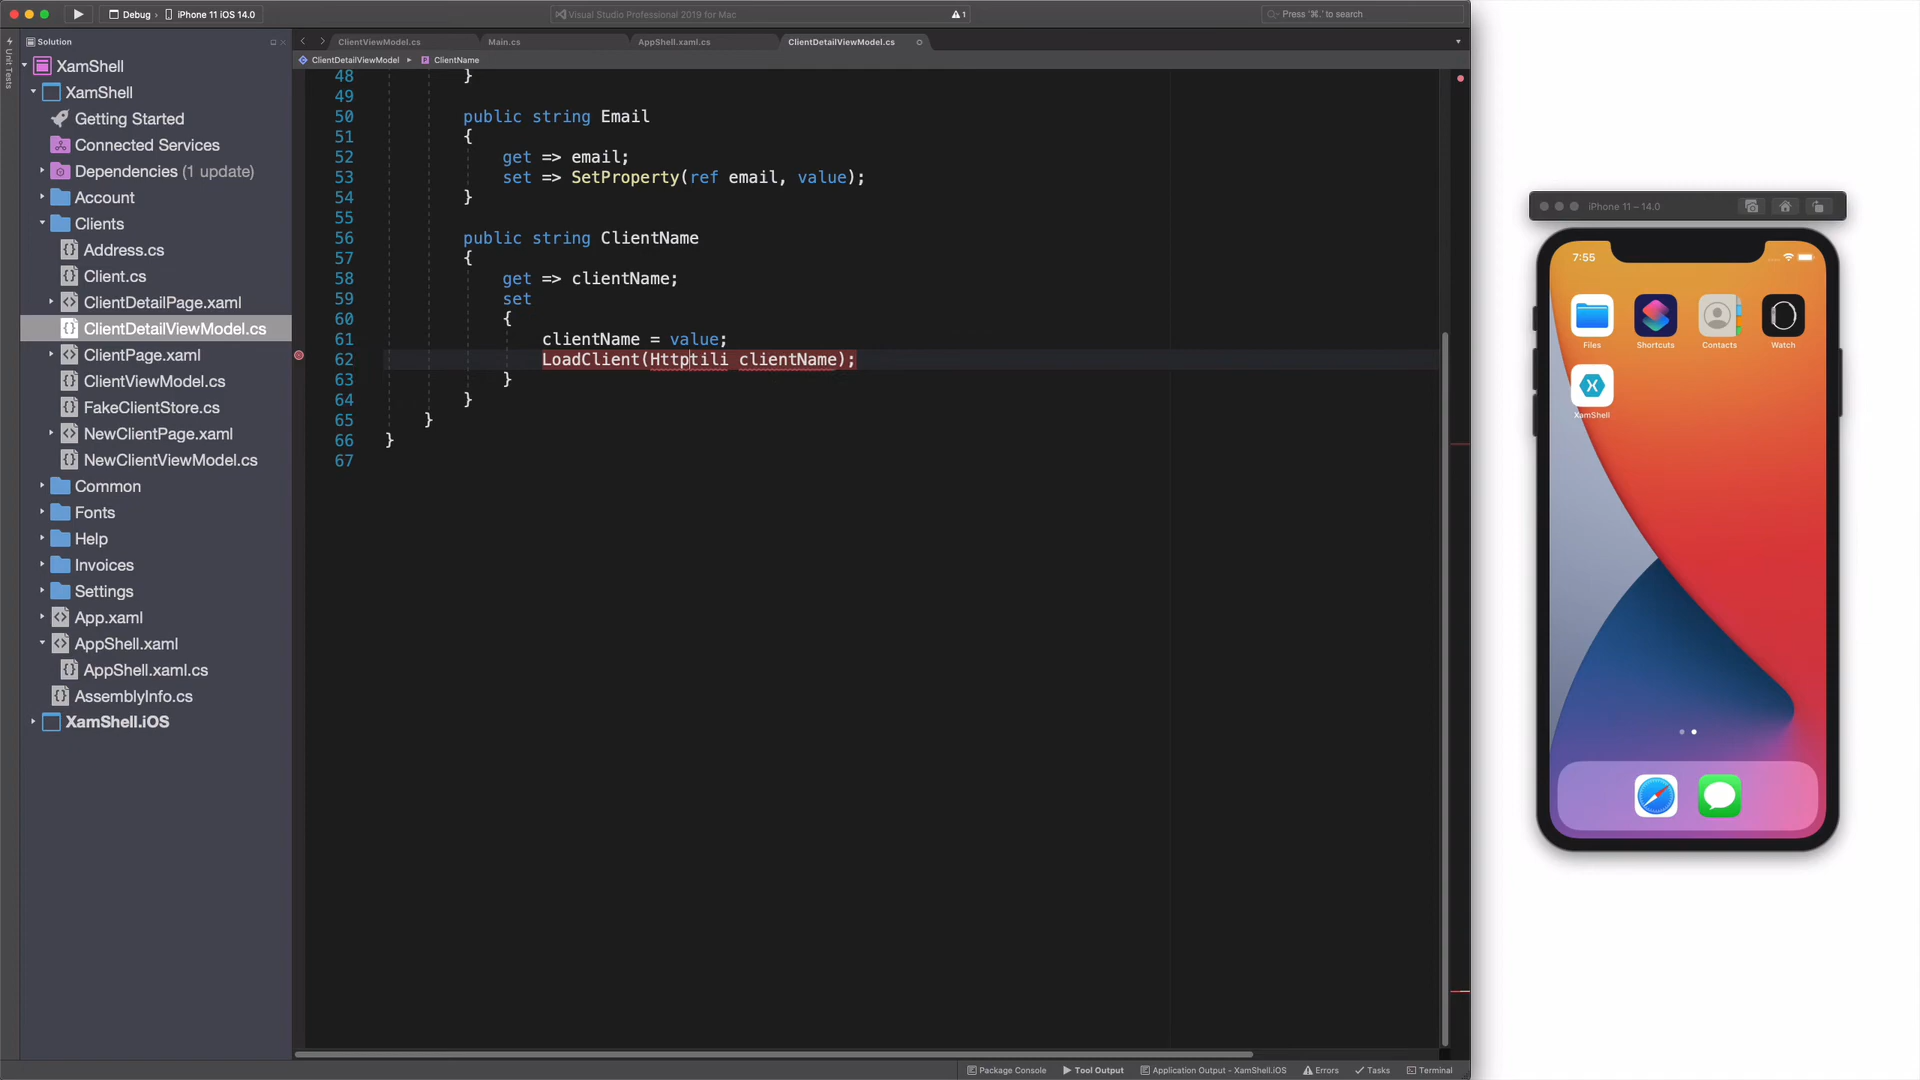 Debug › iPhone 11 iOS 14.0
Visual Studio Professional 2019 for Mac
1
Press '⌘.' to search
Unit Tests
Solution
XamShell
XamShell
Getting Started
Connected Services
Dependencies (1 update)
Account
Clients
Address.cs
Client.cs
ClientDetailPage.xaml
ClientDetailViewModel.cs
ClientPage.xaml
ClientViewModel.cs
FakeClientStore.cs
NewClientPage.xaml
NewClientViewModel.cs
Common
Fonts
Help
Invoices
Settings
App.xaml
AppShell.xaml
AppShell.xaml.cs
AssemblyInfo.cs
XamShell.iOS
ClientViewModel.cs
Main.cs
AppShell.xaml.cs
ClientDetailViewModel.cs
ClientDetailViewModel
ClientName
48 }
49
50 public string Email
51 {
52 get => email;
53 set => SetProperty(ref email, value);
54 }
55
56 public string ClientName
57 {
58 get => clientName;
59 set
60 {
61 clientName = value;
62 LoadClient(Httptili clientName);
63 }
64 }
65 }
66 }
67
Package Console
Tool Output
Application Output - XamShell.iOS
Errors
Tasks
Terminal
iPhone 11 – 14.0
7:55
Files
Shortcuts
Contacts
Watch
XamShell